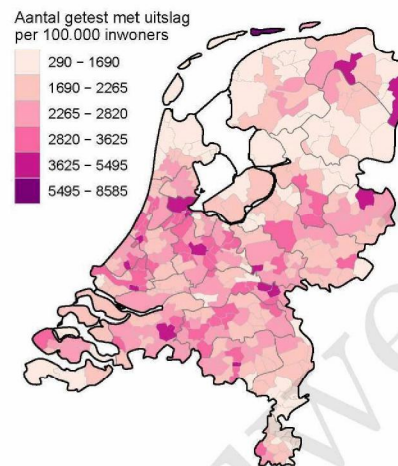 Aantal getest met uitslag
per 100.000 inwoners
290 – 1690
1690 – 2265
2265 – 2820
2820 – 3625
3625 – 5495
5495 – 8585